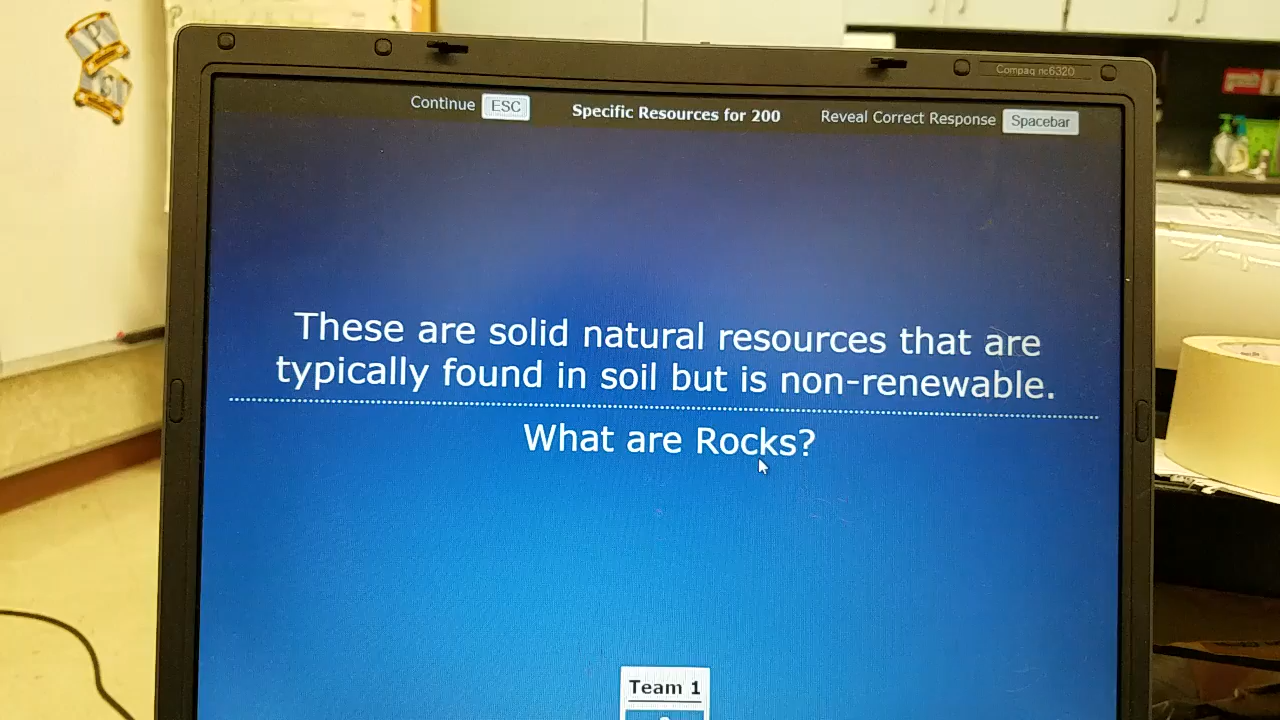 Compaq nc6320
Continue ESC Specific Resources for 200 Reveal Correct Response Spacebar
These are solid natural resources that are
typically found in soil but is non-renewable.
What are Rocks?
Team 1